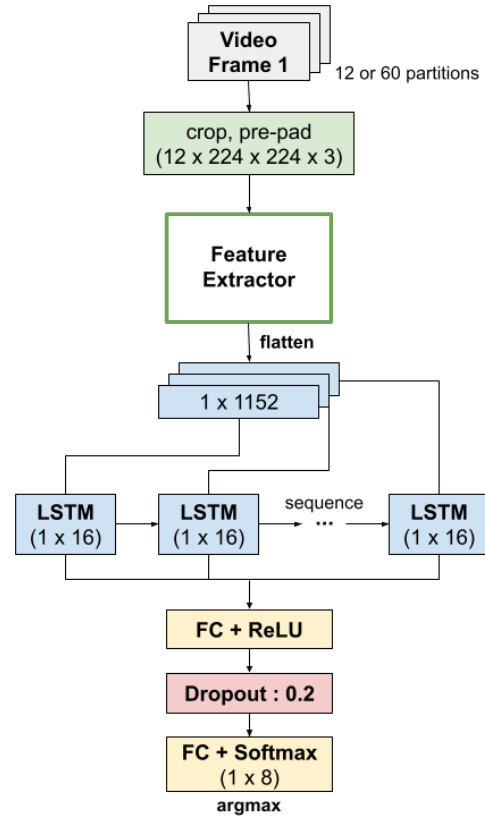 Video
Frame 1
12 or 60 partitions
crop, pre-pad
(12 x 224 x 224 x 3)
Feature
Extractor
flatten
1 x 1152
LSTM
(1 x 16)
LSTM
(1 x 16)
sequence
...
LSTM
(1 x 16)
FC + ReLU
Dropout : 0.2
FC + Softmax
(1 x 8)
argmax